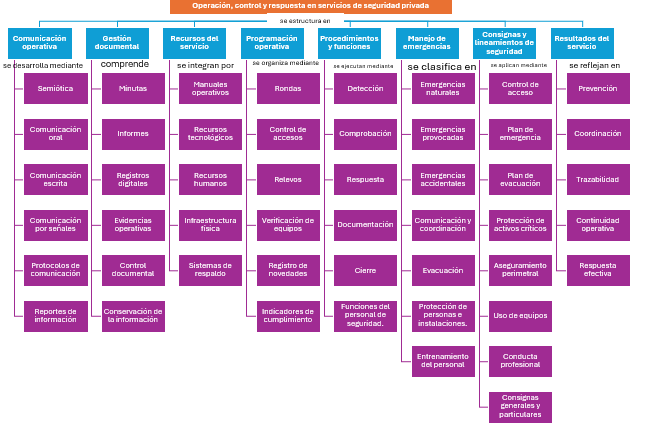 Operación, control y respuesta en servicios de seguridad privada
se estructura en
Comunicación
operativa
se desarrolla mediante
Semiótica
Comunicación
oral
Comunicación
escrita
Comunicación
por señales
Protocolos de
comunicación
Reportes de
información
Gestión
documental
comprende
Minutas
Informes
Registros
digitales
Evidencias
operativas
Control
documental
Conservación de
la información
Recursos del
servicio
se integran por
Manuales
operativos
Recursos
tecnológicos
Recursos
humanos
Infraestructura
física
Sistemas de
respaldo
Programación
operativa
se organiza mediante
Rondas
Control de
accesos
Relevos
Verificación de
equipos
Registro de
novedades
Indicadores de
cumplimiento
Procedimientos
y funciones
se ejecutan mediante
Detección
Comprobación
Respuesta
Documentación
Cierre
Funciones del
personal de
seguridad.
Manejo de
emergencias
se clasifica en
Emergencias
naturales
Emergencias
provocadas
Emergencias
accidentales
Comunicación y
coordinación
Evacuación
Protección de
personas e
instalaciones.
Entrenamiento
del personal
Consignas y
lineamientos de
seguridad
se aplican mediante
Control de
acceso
Plan de
emergencia
Plan de
evacuación
Protección de
activos críticos
Aseguramiento
perimetral
Uso de equipos
Conducta
profesional
Consignas
generales y
particulares
Resultados del
servicio
se reflejan en
Prevención
Coordinación
Trazabilidad
Continuidad
operativa
Respuesta
efectiva